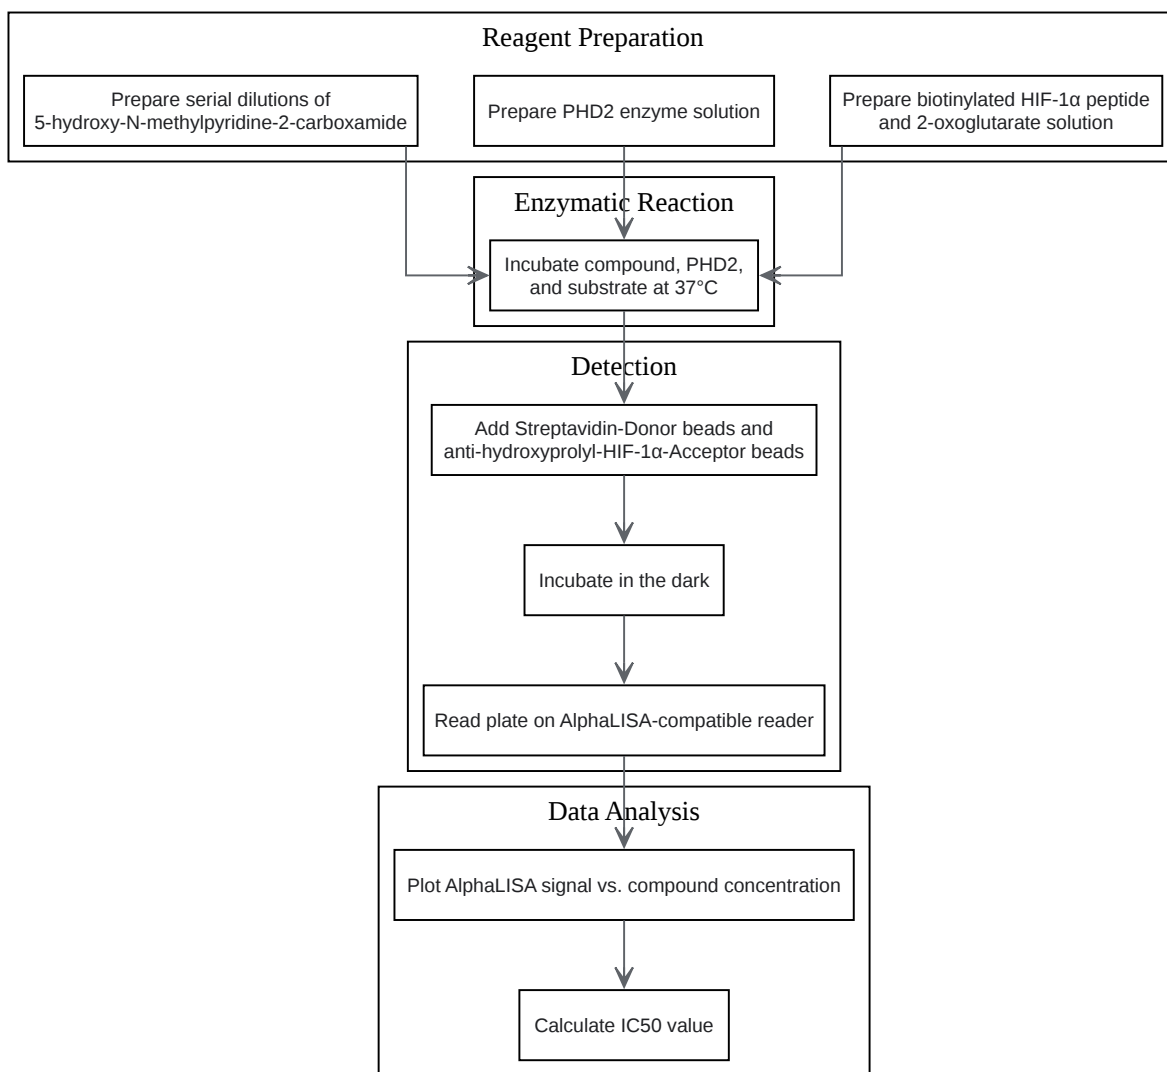 Reagent Preparation
Prepare serial dilutions of
5-hydroxy-N-methylpyridine-2-carboxamide
Prepare PHD2 enzyme solution
Prepare biotinylated HIF-1α peptide
and 2-oxoglutarate solution
Enzymatic Reaction
Incubate compound, PHD2,
and substrate at 37°C
Detection
Add Streptavidin-Donor beads and
anti-hydroxyprolyl-HIF-1α-Acceptor beads
Incubate in the dark
Read plate on AlphaLISA-compatible reader
Data Analysis
Plot AlphaLISA signal vs. compound concentration
Calculate IC50 value